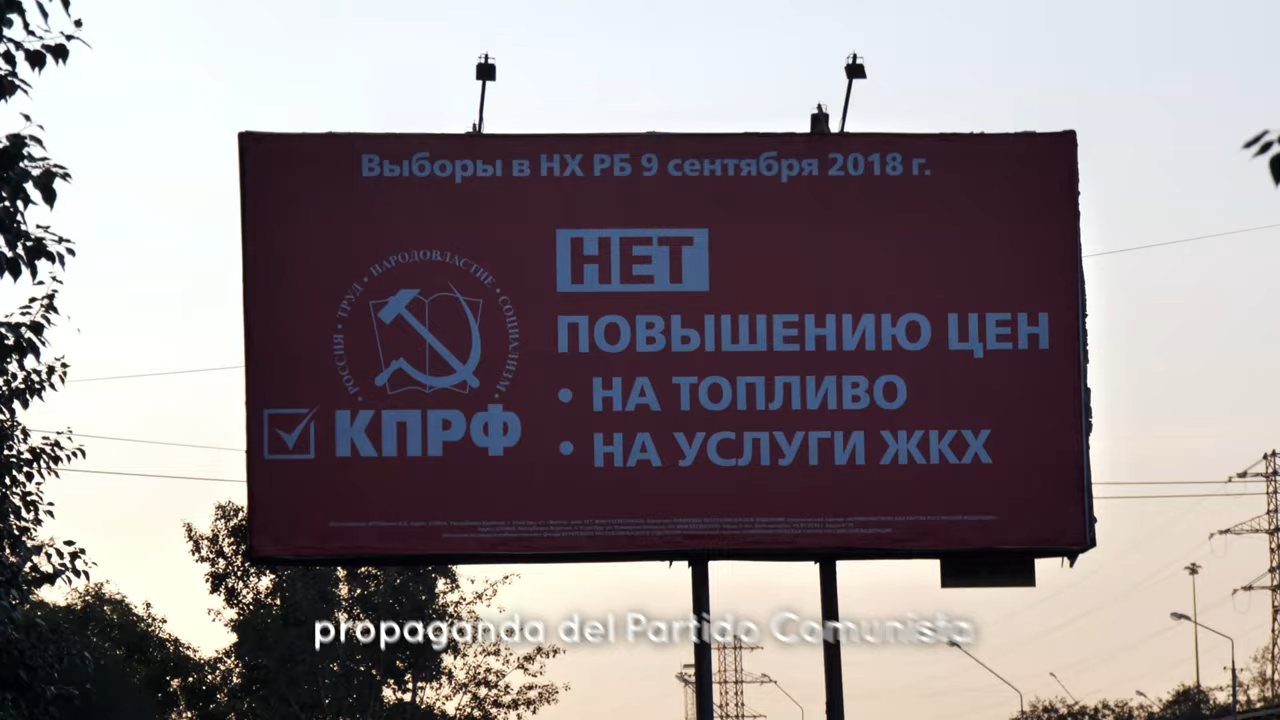 Выборы в НХ РБ 9 сентября 2018 г.
РОССИЯ • ТРУД • НАРОДОВЛАСТИЕ • СОЦИАЛИЗМ •
КПРФ
НЕТ
ПОВЫШЕНИЮ ЦЕН
• НА ТОПЛИВО
• НА УСЛУГИ ЖКХ
propaganda del Partido Comunista